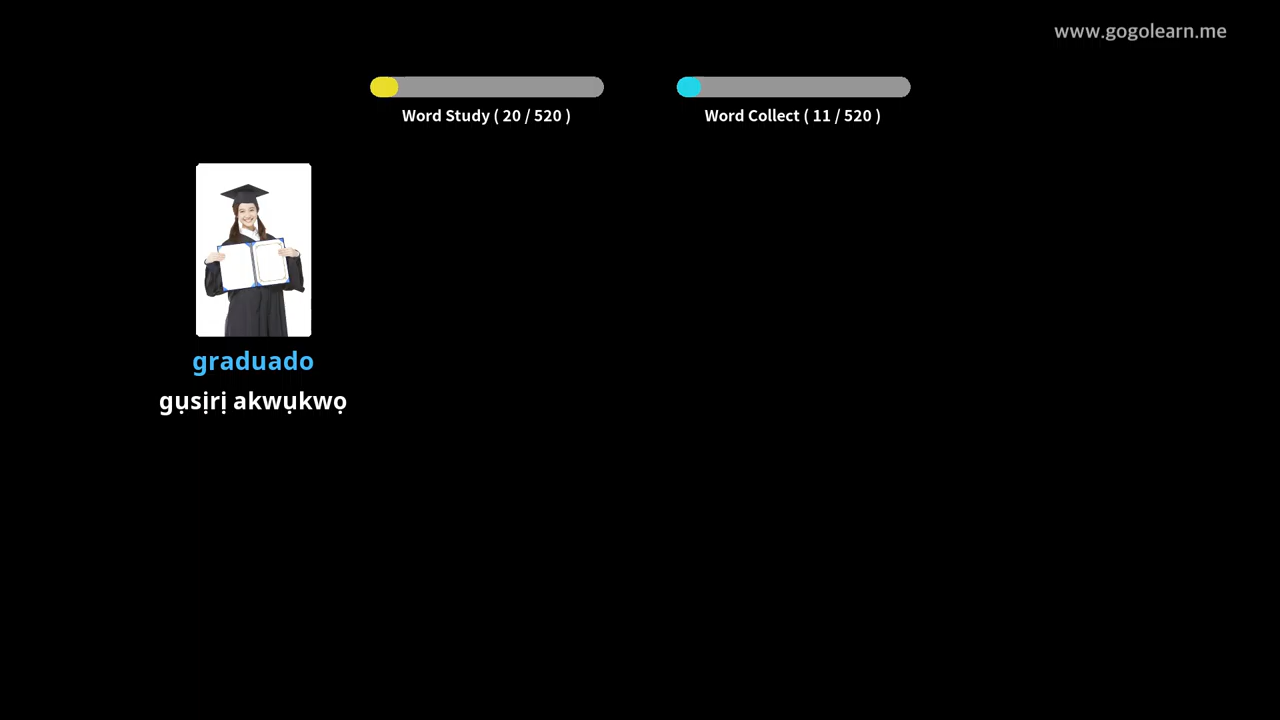 www.gogolearn.me
Word Study ( 20 / 520 )
Word Collect ( 11 / 520 )
graduado
gụsịrị akwụkwọ